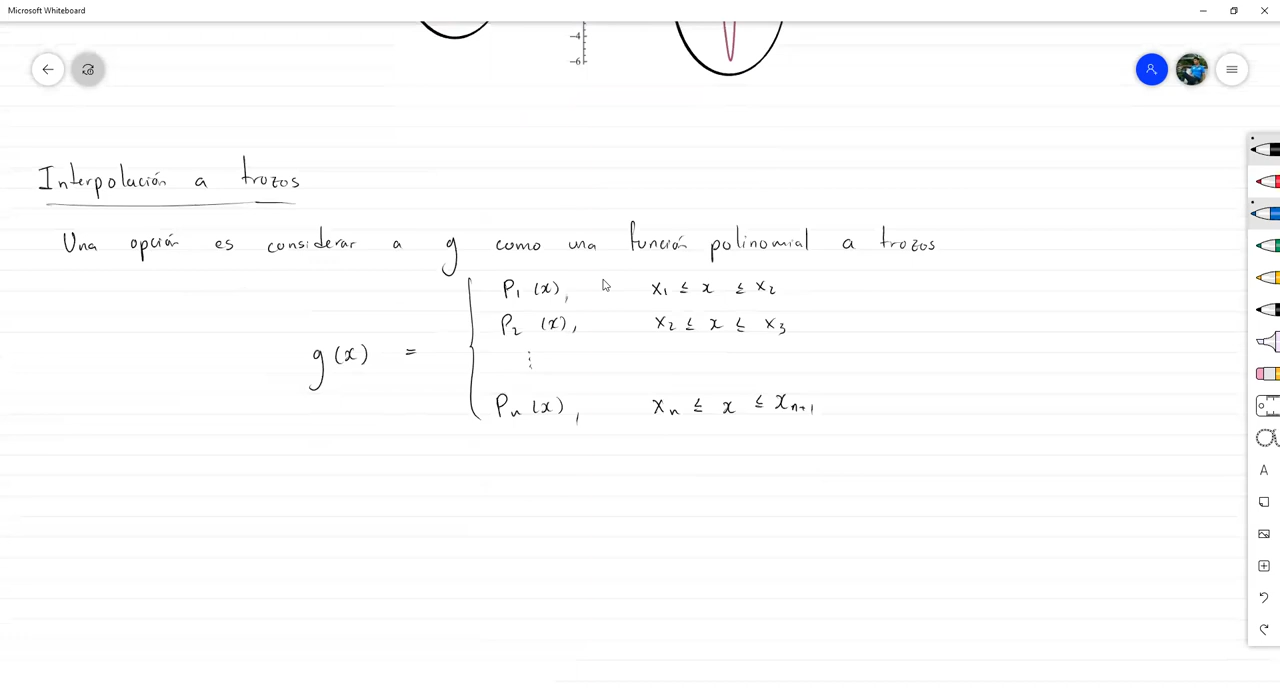 Microsoft Whiteboard
-4
-6
Interpolación a trozos
Una opción es considerar a g como una función polinomial a trozos
P₁(x), x₁ ≤ x ≤ x₂
P₂(x), x₂ ≤ x ≤ x₃
g(x) = ⋮
Pₙ(x), xₙ ≤ x ≤ xₙ₊₁
A